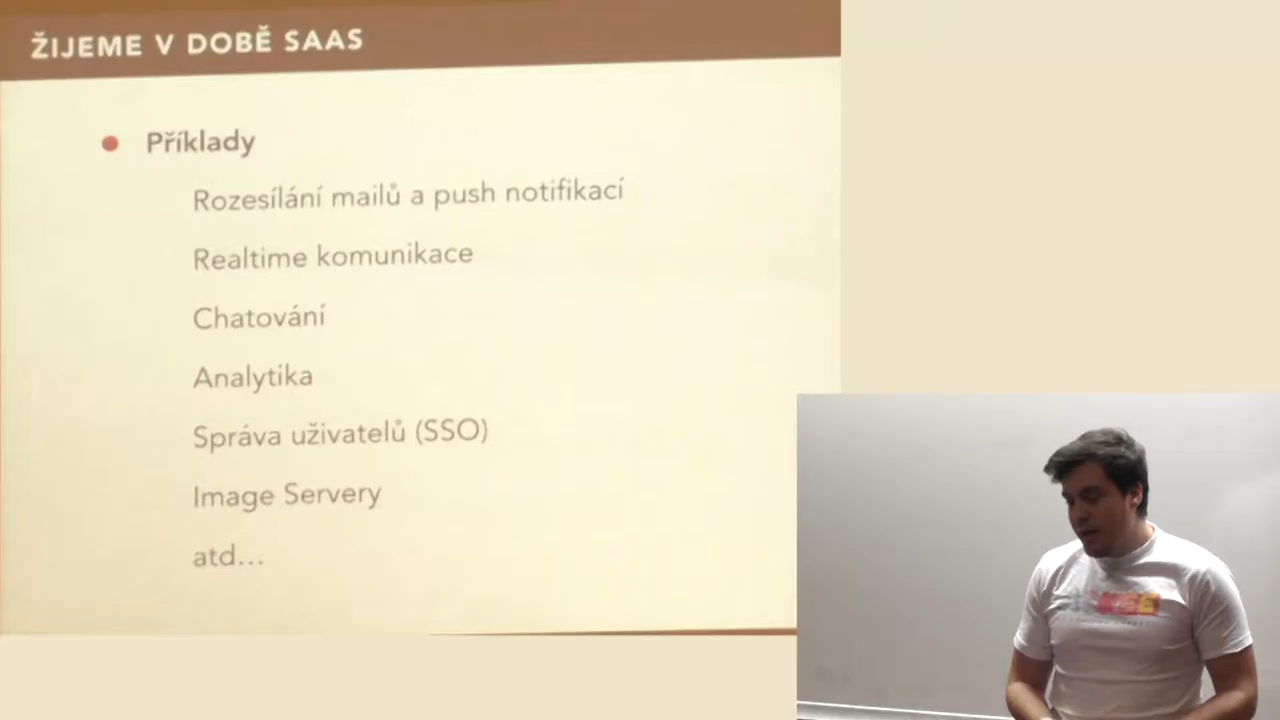 ŽIJEME V DOBĚ SAAS
Příklady
Rozesílání mailů a push notifikací
Realtime komunikace
Chatování
Analytika
Správa uživatelů (SSO)
Image Servery
atd...